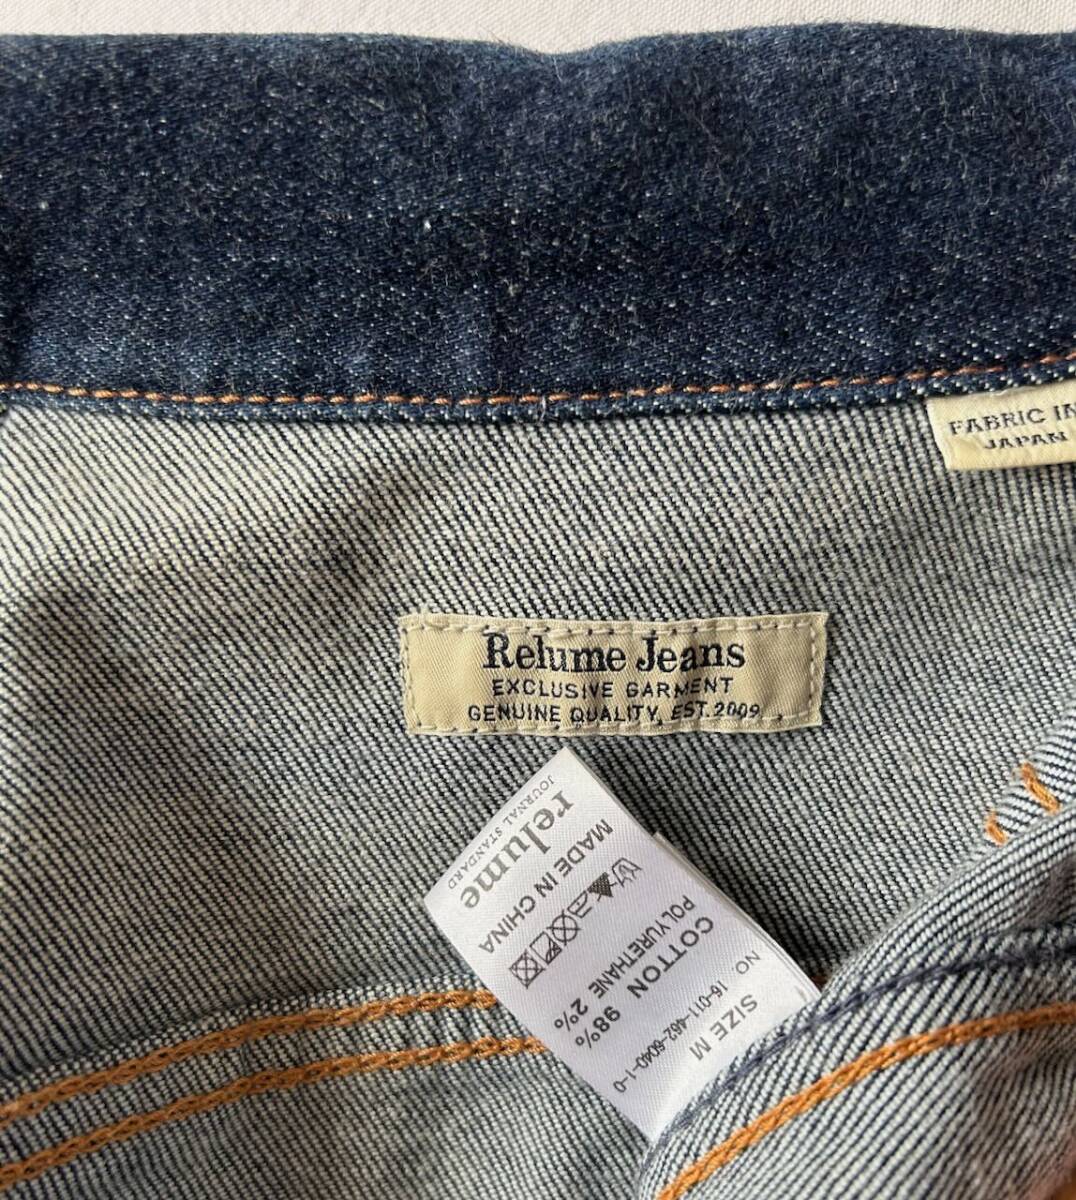 FABRIC IN
JAPAN
Relume Jeans
EXCLUSIVE GARMENT
GENUINE QUALITY, EST. 2009
JOURNAL STANDARD
relume
MADE IN CHINA
POLYURETHANE 2%
COTTON 98%
NO. 16-011-462-6040-1-0
SIZE M